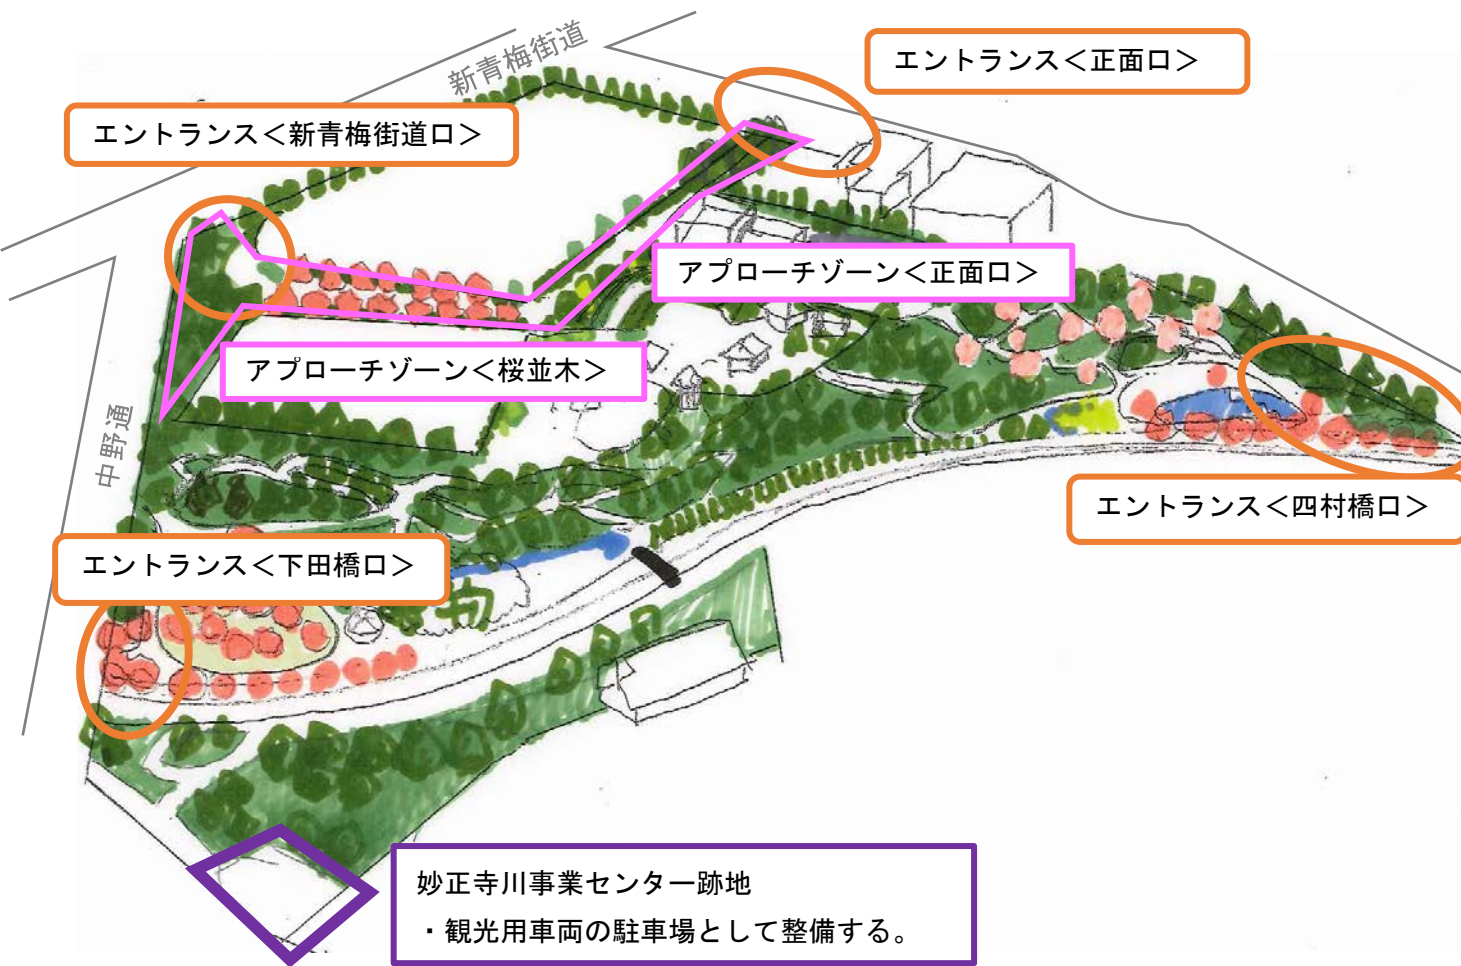 新青梅街道
エントランス＜正面口＞
エントランス＜新青梅街道口＞
アプローチゾーン＜正面口＞
アプローチゾーン＜桜並木＞
中野通
エントランス＜四村橋口＞
エントランス＜下田橋口＞
妙正寺川事業センター跡地
・観光用車両の駐車場として整備する。